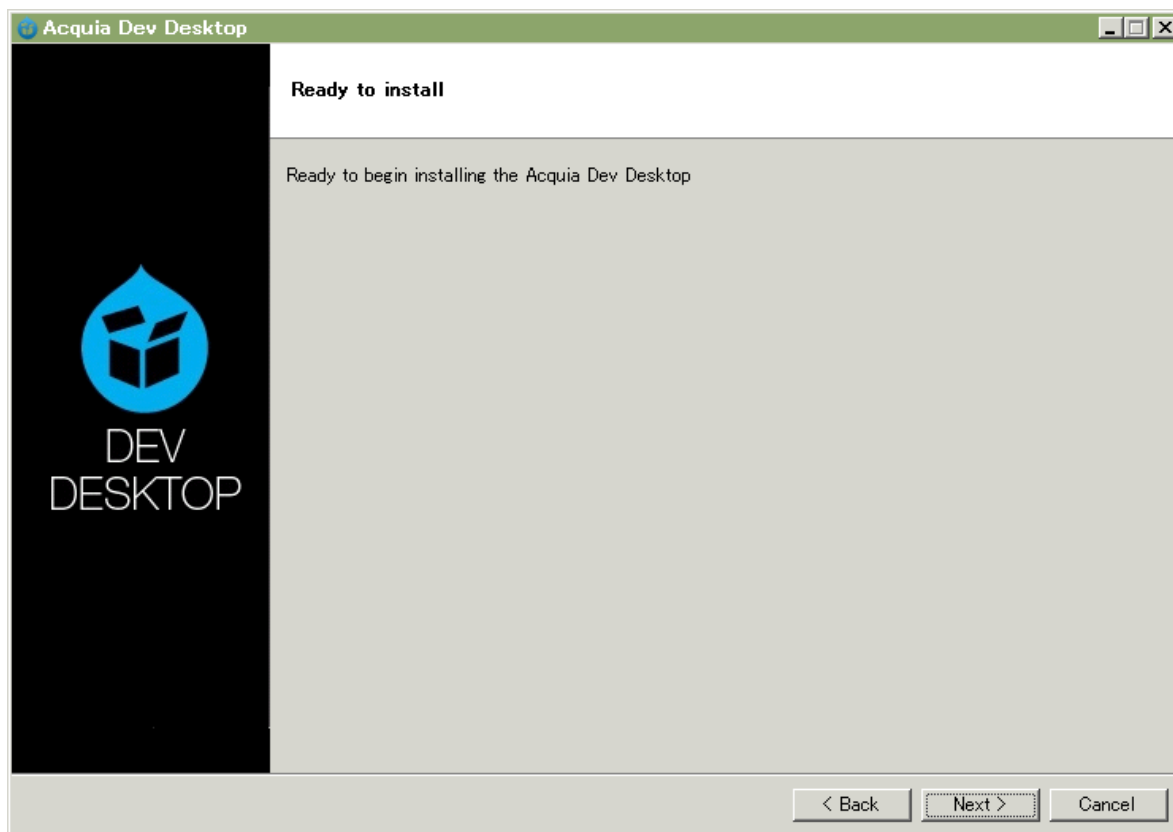 Acquia Dev Desktop
Ready to install
Ready to begin installing the Acquia Dev Desktop
DEV
DESKTOP
< Back
Next >
Cancel